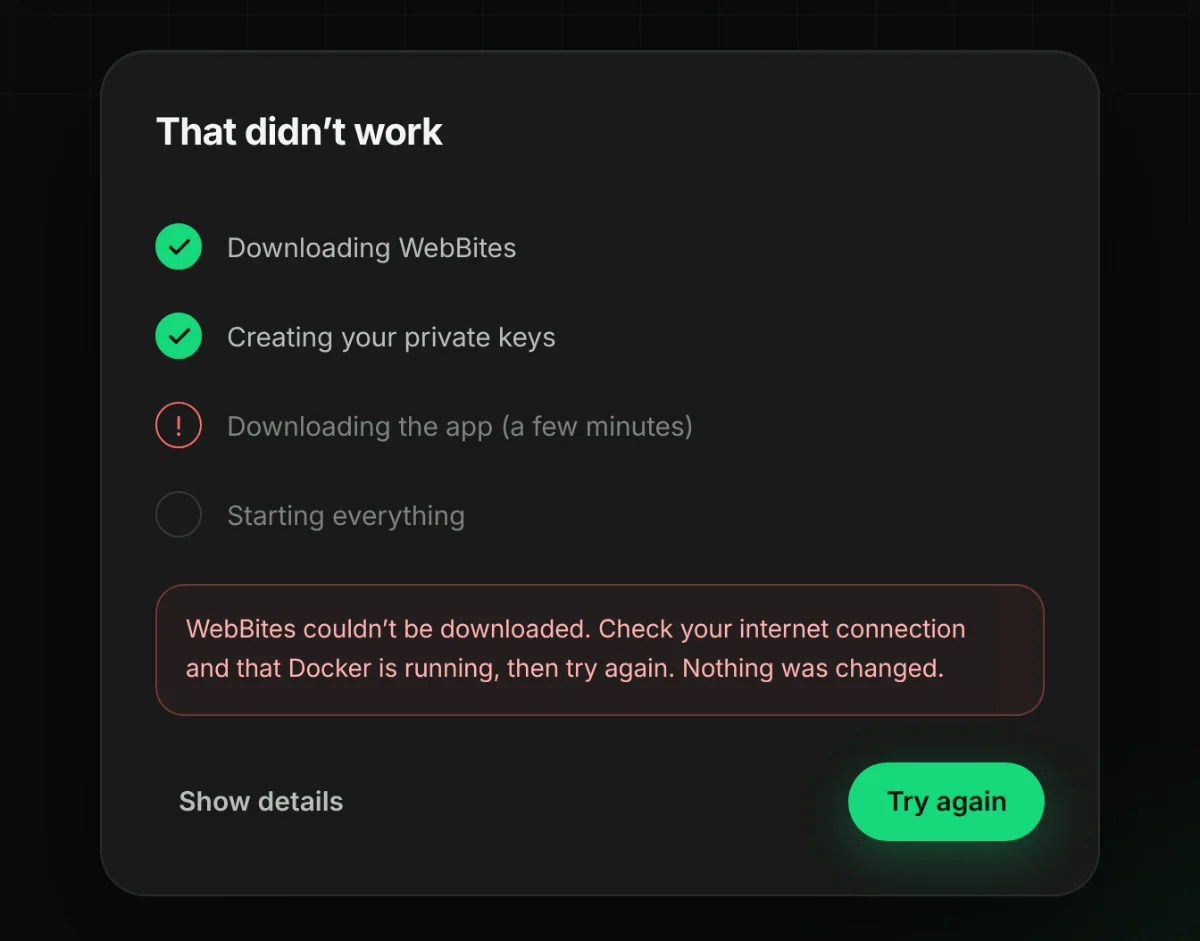 That didn’t work
Downloading WebBites
Creating your private keys
Downloading the app (a few minutes)
Starting everything
WebBites couldn’t be downloaded. Check your internet connection
and that Docker is running, then try again. Nothing was changed.
Show details
Try again